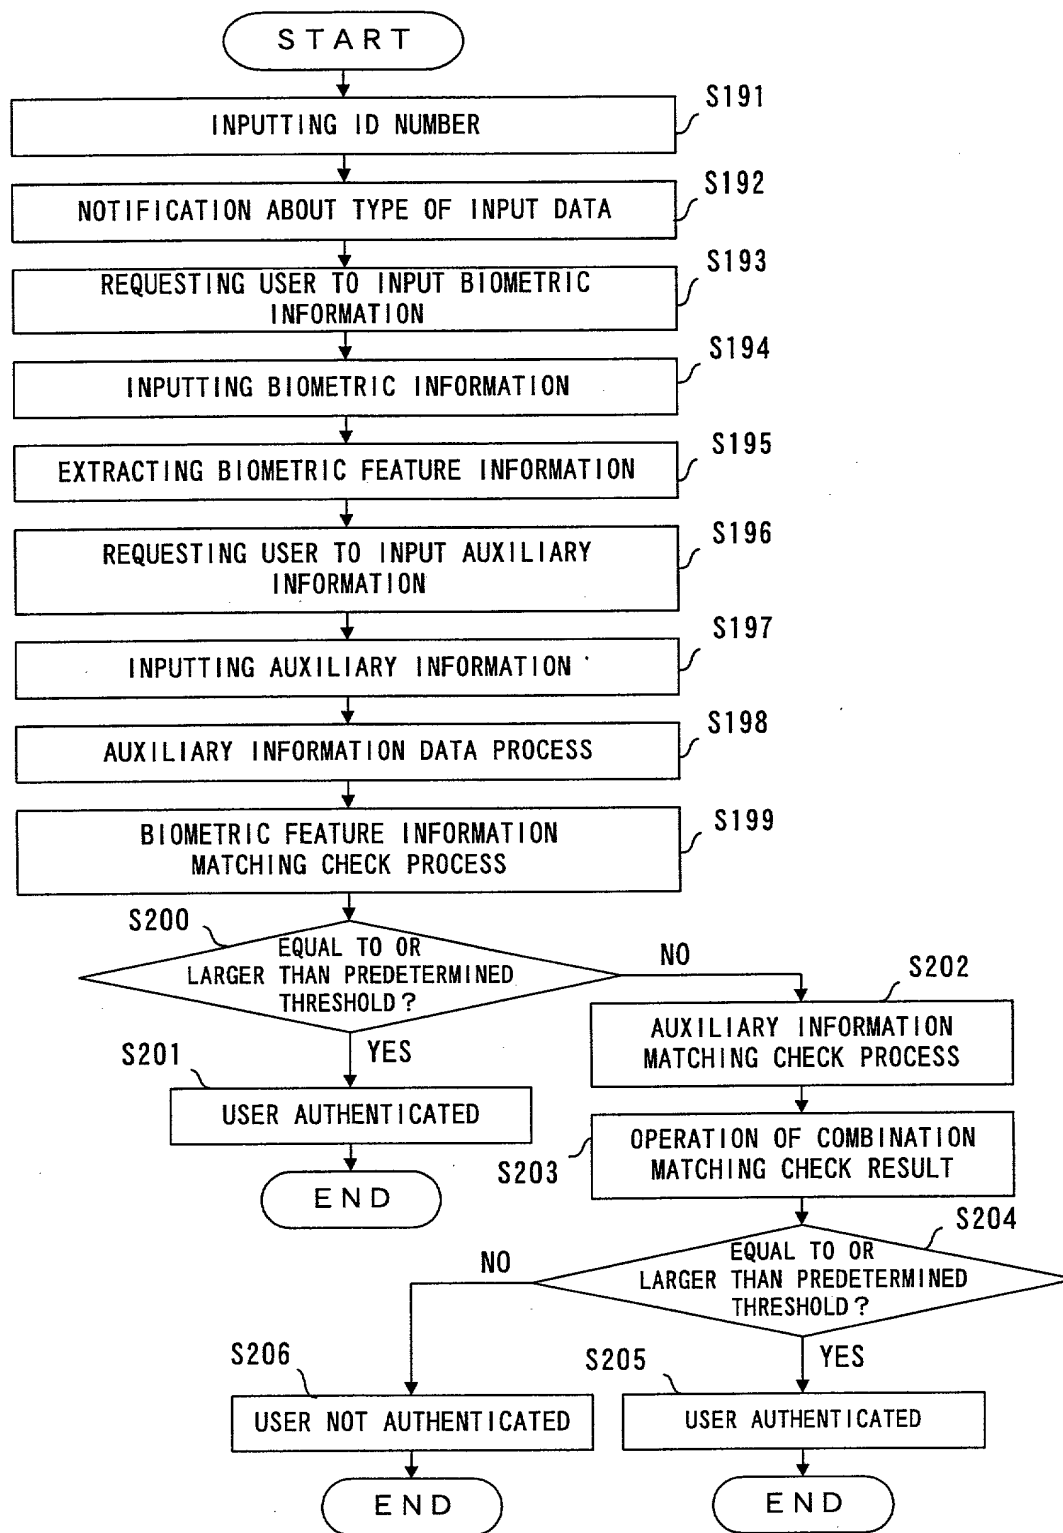 START
S191
INPUTTING ID NUMBER
S192
NOTIFICATION ABOUT TYPE OF INPUT DATA
S193
REQUESTING USER TO INPUT BIOMETRIC
INFORMATION
S194
INPUTTING BIOMETRIC INFORMATION
S195
EXTRACTING BIOMETRIC FEATURE INFORMATION
S196
REQUESTING USER TO INPUT AUXILIARY
INFORMATION
S197
INPUTTING AUXILIARY INFORMATION
S198
AUXILIARY INFORMATION DATA PROCESS
S199
BIOMETRIC FEATURE INFORMATION
MATCHING CHECK PROCESS
S200
EQUAL TO OR
LARGER THAN PREDETERMINED
THRESHOLD?
NO
YES
S201
USER AUTHENTICATED
END
S202
AUXILIARY INFORMATION
MATCHING CHECK PROCESS
S203
OPERATION OF COMBINATION
MATCHING CHECK RESULT
S204
EQUAL TO OR
LARGER THAN PREDETERMINED
THRESHOLD?
NO
YES
S206
USER NOT AUTHENTICATED
END
S205
USER AUTHENTICATED
END